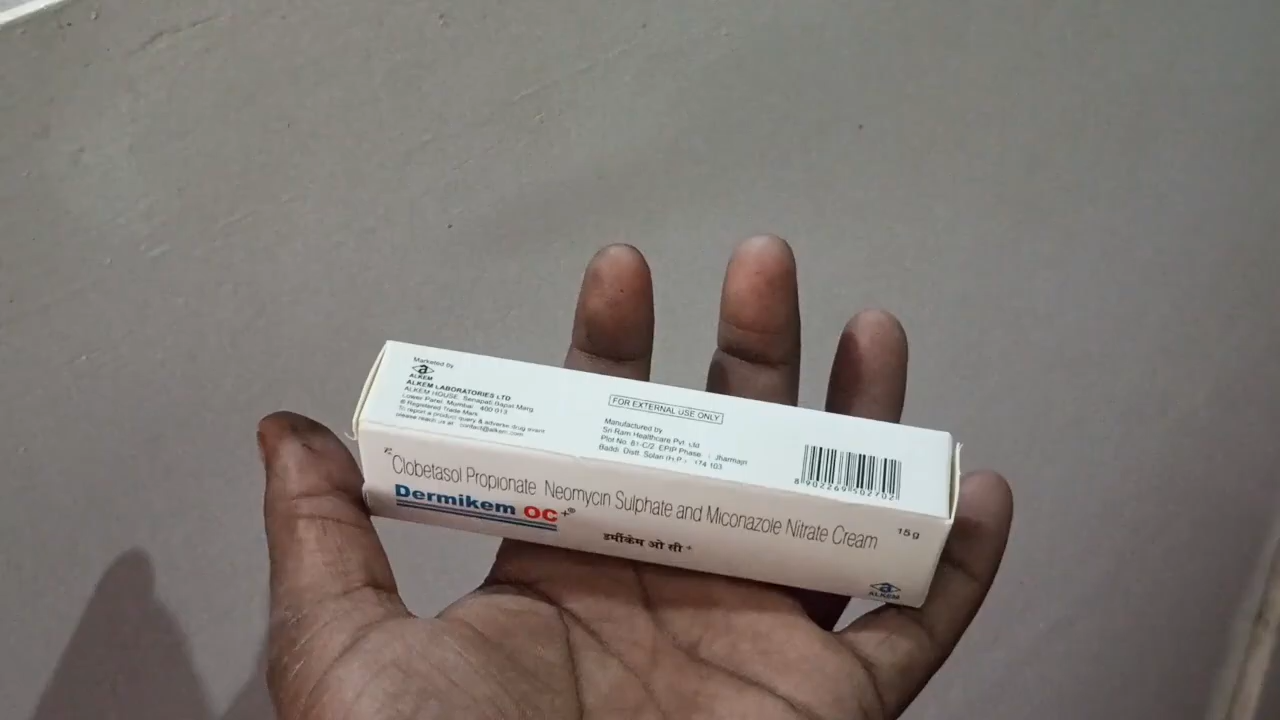 Marketed by
ALKEM
ALKEM LABORATORIES LTD
ALKEM HOUSE, Senapati Bapat Marg
Lower Parel, Mumbai 400 013
® Registered Trade Mark
To report a product query & adverse drug event
please reach us at contact@alkem.com
FOR EXTERNAL USE ONLY
Manufactured by
Sri Ram Healthcare Pvt. Ltd
Plot No. 81-C/2, EPIP Phase Jharmajri
Baddi, Distt. Solan (H.P.) 174 103
8 902269 502702
Clobetasol Propionate Neomycin Sulphate and Miconazole Nitrate Cream
15 g
Dermikem OC+®
डर्मीकेम ओ सी+
ALKEM